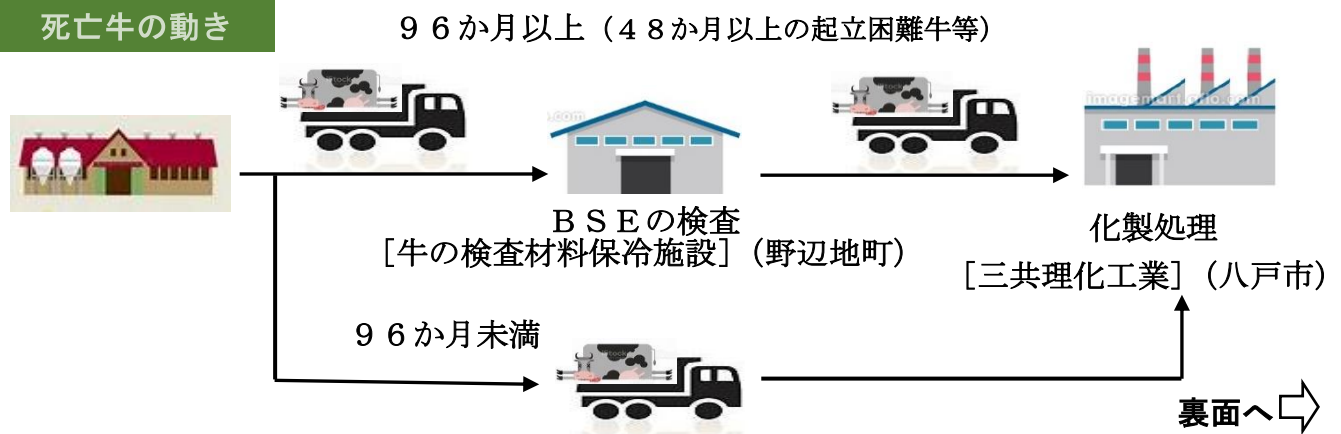 死亡牛の動き
９６か月以上（４８か月以上の起立困難牛等）
ＢＳＥの検査
［牛の検査材料保冷施設］（野辺地町）
化製処理
［三共理化工業］（八戸市）
９６か月未満
裏面へ